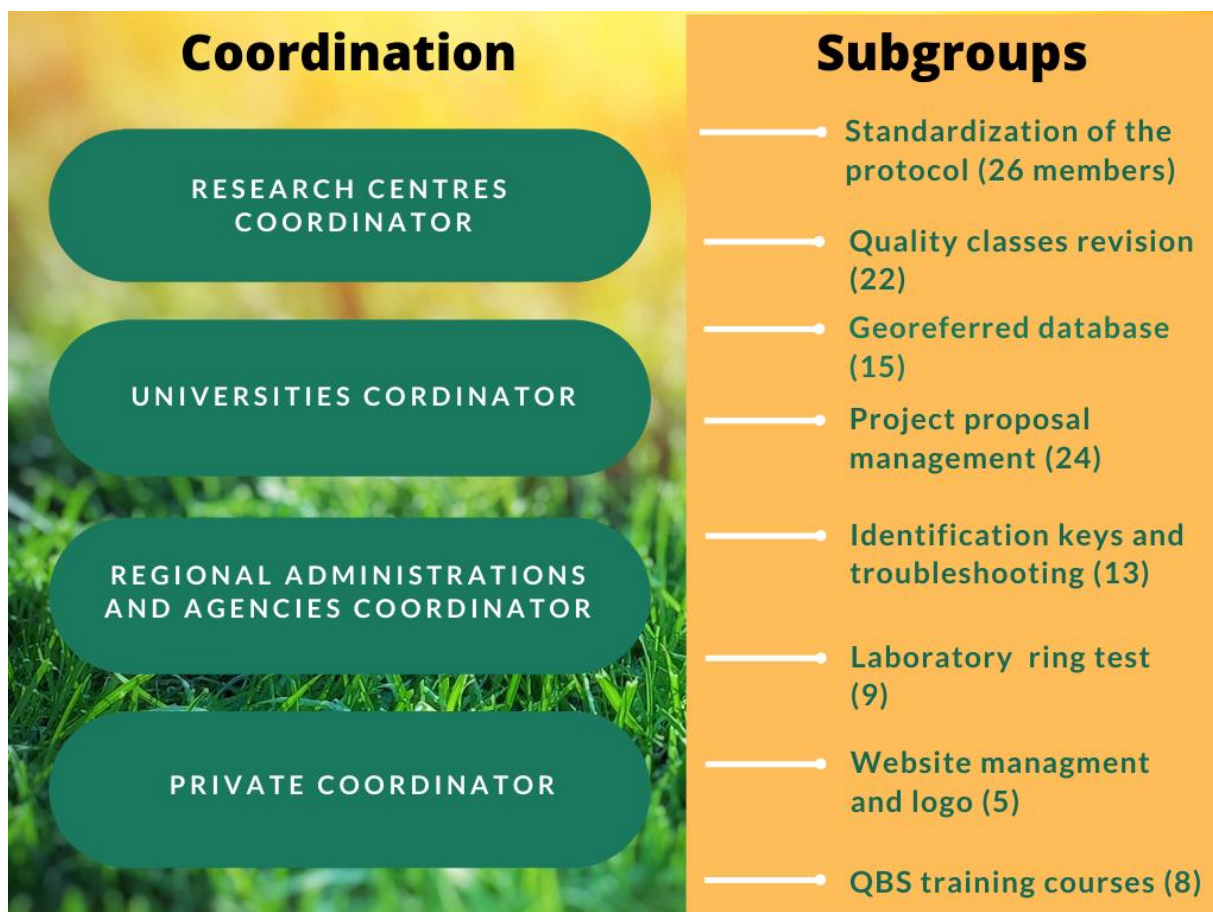 Coordination
RESEARCH CENTRES
COORDINATOR
UNIVERSITIES CORDINATOR
REGIONAL ADMINISTRATIONS
AND AGENCIES COORDINATOR
PRIVATE COORDINATOR
Subgroups
Standardization of the
protocol (26 members)
Quality classes revision
(22)
Georeferred database
(15)
Project proposal
management (24)
Identification keys and
troubleshooting (13)
Laboratory ring test
(9)
Website managment
and logo (5)
QBS training courses (8)